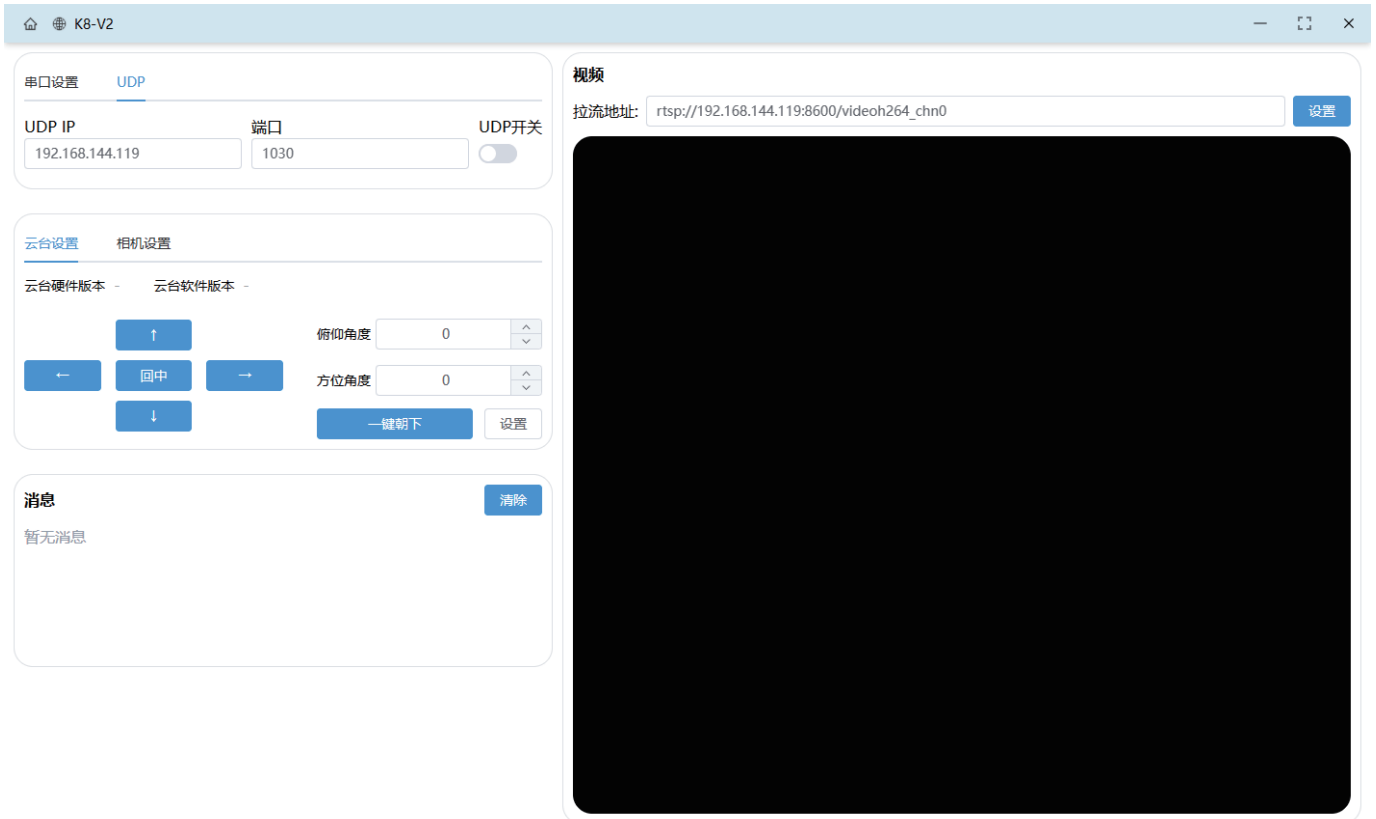 K8-V2
串口设置 UDP
UDP IP 端口 UDP开关
192.168.144.119 1030
云台设置 相机设置
云台硬件版本 - 云台软件版本 -
↑
← 回中 →
↓
俯仰角度 0
方位角度 0
一键朝下 设置
消息 清除
暂无消息
视频
拉流地址: rtsp://192.168.144.119:8600/videoh264_chn0 设置